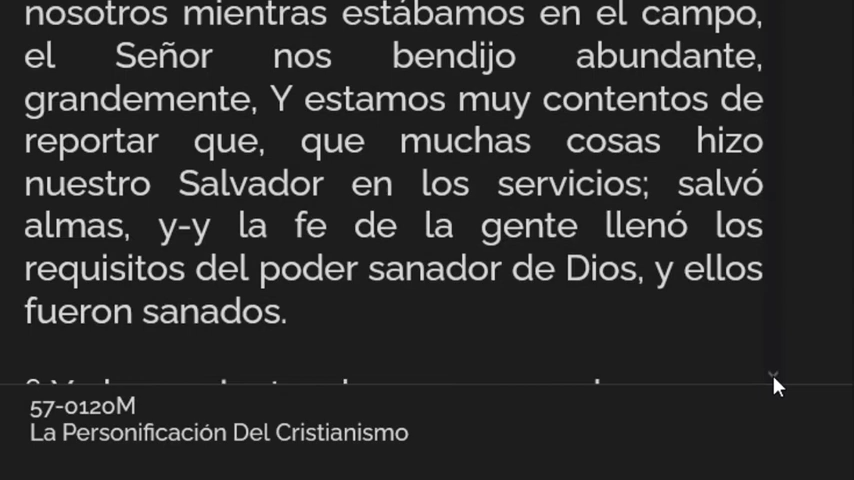 nosotros mientras estábamos en el campo,
el Señor nos bendijo abundante,
grandemente, Y estamos muy contentos de
reportar que, que muchas cosas hizo
nuestro Salvador en los servicios; salvó
almas, y-y la fe de la gente llenó los
requisitos del poder sanador de Dios, y ellos
fueron sanados.
57-0120M
La Personificación Del Cristianismo